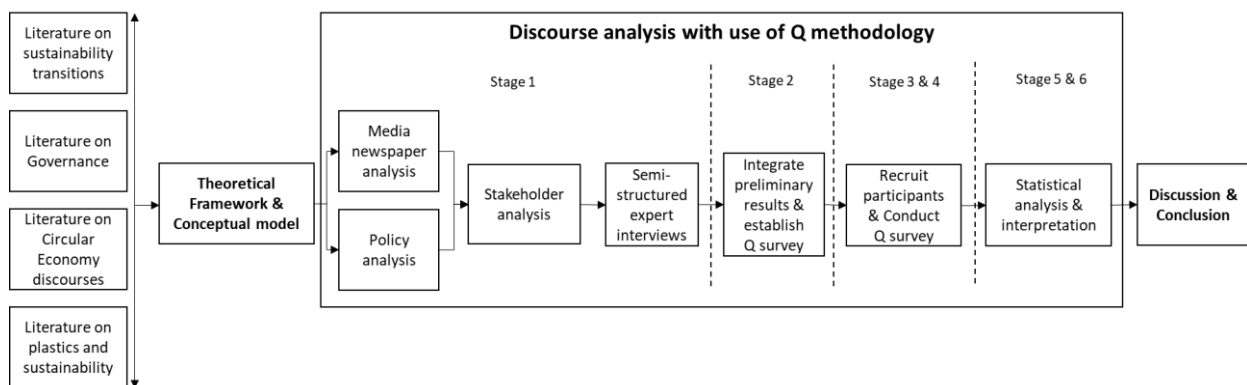 Literature on
sustainability
transitions
Literature on
Governance
Literature on
Circular
Economy
discourses
Literature on
plastics and
sustainability
Theoretical
Framework &
Conceptual model
Discourse analysis with use of Q methodology
Stage 1
Stage 2
Stage 3 & 4
Stage 5 & 6
Media
newspaper
analysis
Policy
analysis
Stakeholder
analysis
Semi-
structured
expert
interviews
Integrate
preliminary
results &
establish
Q survey
Recruit
participants
& Conduct
Q survey
Statistical
analysis &
interpretation
Discussion &
Conclusion